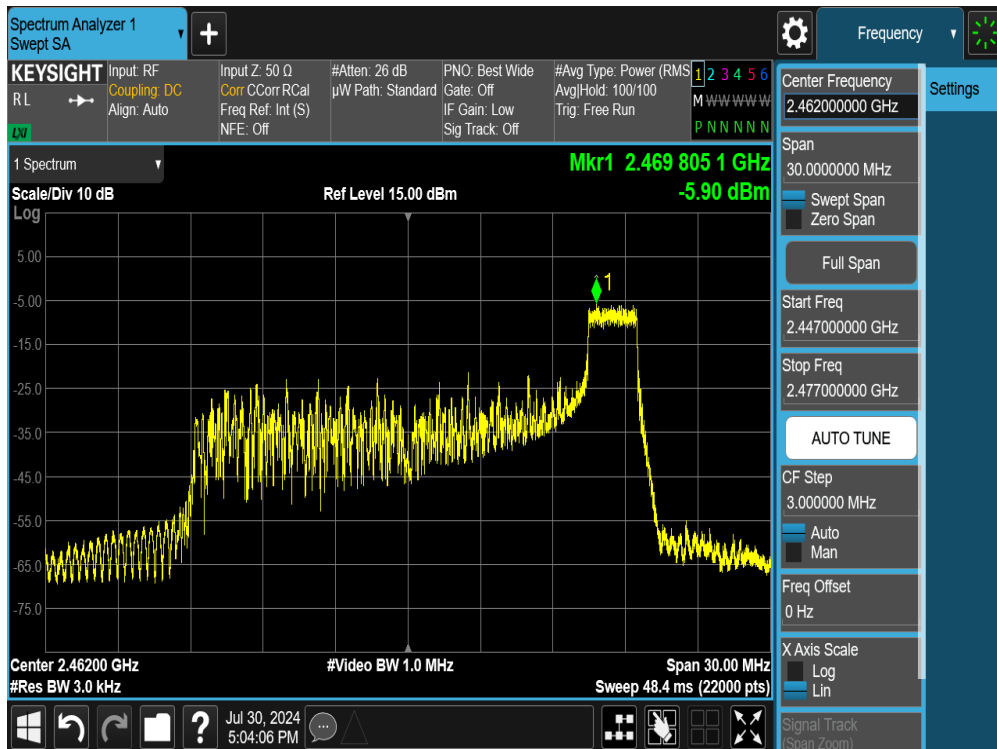 Spectrum Analyzer 1
Swept SA
Frequency
KEYSIGHT
R L
LXI
Input: RF
Coupling: DC
Align: Auto
Input Z: 50 Ω
Corr CCorr RCal
Freq Ref: Int (S)
NFE: Off
#Atten: 26 dB
µW Path: Standard
PNO: Best Wide
Gate: Off
IF Gain: Low
Sig Track: Off
#Avg Type: Power (RMS
Avg|Hold: 100/100
Trig: Free Run
1 2 3 4 5 6
M W W W W W
P N N N N N
1 Spectrum
Mkr1 2.469 805 1 GHz
Scale/Div 10 dB
Ref Level 15.00 dBm
-5.90 dBm
Log
5.00
-5.00
-15.0
-25.0
-35.0
-45.0
-55.0
-65.0
-75.0
1
Center 2.46200 GHz
#Video BW 1.0 MHz
Span 30.00 MHz
#Res BW 3.0 kHz
Sweep 48.4 ms (22000 pts)
Jul 30, 2024
5:04:06 PM
Center Frequency
2.462000000 GHz
Settings
Span
30.0000000 MHz
Swept Span
Zero Span
Full Span
Start Freq
2.447000000 GHz
Stop Freq
2.477000000 GHz
AUTO TUNE
CF Step
3.000000 MHz
Auto
Man
Freq Offset
0 Hz
X Axis Scale
Log
Lin
Signal Track
(Span Zoom)